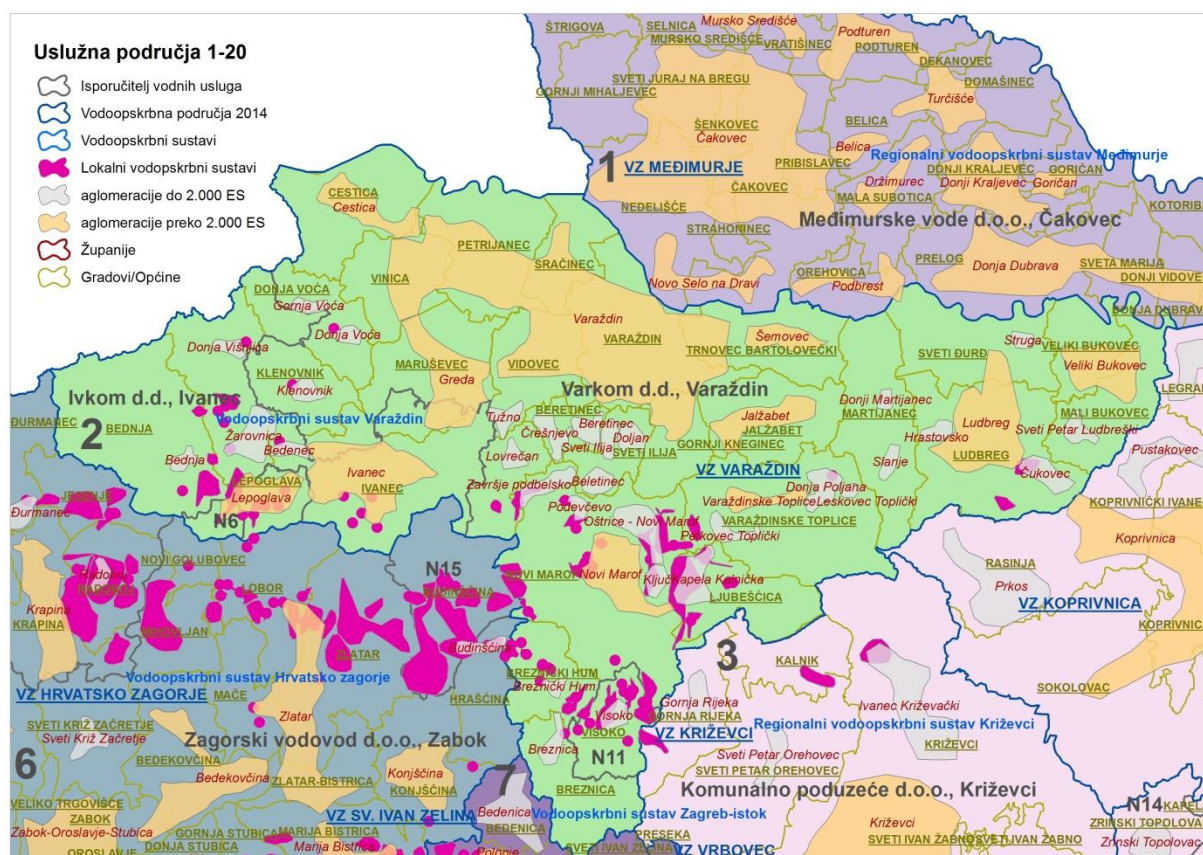 Uslužna područja 1-20
Isporučitelj vodnih usluga
Vodoopskrbna područja 2014
Vodoopskrbni sustavi
Lokalni vodopskrbni sustavi
aglomeracije do 2.000 ES
aglomeracije preko 2.000 ES
Županije
Gradovi/Općine
ŠTRIGOVA
SELNICA
Mursko Središće
MURSKO SREDIŠĆE
VRATIŠINEC
Podturen
PODTUREN
DEKANOVEC
DOMAŠINEC
SVETI JURAJ NA BREGU
GORNJI MIHALJEVEC
Turčišće
ŠENKOVEC
Čakovec
BELICA
Belica
1
VZ MEĐIMURJE
PRIBISLAVEC
Regionalni vodoopskrbni sustav Međimurje
DONJI KRALJEVEC
GORIČAN
Držimurec
Donji Kraljevec
Goričan
ČAKOVEC
MALA SUBOTICA
NEDELIŠĆE
KOTORIBA
Međimurske vode d.o.o., Čakovec
STRAHONINEC
PRELOG
Donja Dubrava
SVETA MARIJA
DONJI VIDOVEC
OREHOVICA
Podbrest
Novo Selo na Dravi
DONJA DUBRAVA
CESTICA
Cestica
PETRIJANEC
SRAČINEC
VINICA
DONJA VOĆA
Gornja Voća
Donja Voća
Varaždin
VARAŽDIN
Šemovec
TRNOVEC BARTOLOVEČKI
Struga
VELIKI BUKOVEC
Veliki Bukovec
SVETI ĐURĐ
Donja Višnjica
KLENOVNIK
Klenovnik
MARUŠEVEC
Greda
VIDOVEC
LEGRAD
Ivkom d.d., Ivanec
Varkom d.d., Varaždin
Donji Martijanec
MARTIJANEC
MALI BUKOVEC
Sveti Petar Ludbreški
ĐURMANEC
2
BEDNJA
Vodoopskrbni sustav Varaždin
Tužno
BERETINEC
Beretinec
Črešnjevo
Doljan
Sveti Ilija
SVETI ILIJA
Jalžabet
JALŽABET
GORNJI KNEGINEC
Ludbreg
LUDBREG
Hrastovsko
Žarovnica
Bedenec
Bednja
Lovrečan
VZ VARAŽDIN
Slanje
Čukovec
Pustakovec
Ivanec
IVANEC
LEPOGLAVA
Lepoglava
Završje podbelsko
Beletinec
Donja Poljana
Varaždinske Toplice
Leskovec Toplički
VARAŽDINSKE TOPLICE
Podevčevo
Oštrice - Novi Marof
Petkovec Toplički
KOPRIVNIČKI IVANEC
Koprivnica
JESENJE
Đurmanec
N6
N15
NOVI GOLUBOVEC
LOBOR
Radoboj
RADOBOJ
BUDINŠĆINA
NOVI MAROF
Novi Marof
Ključ
Kapela Kalnička
LJUBEŠĆICA
RASINJA
Prkos
VZ KOPRIVNICA
KOPRIVNICA
Krapina
KRAPINA
MIHOVLJAN
ZLATAR
Budinšćina
3
KALNIK
SOKOLOVAC
BREZNIČKI HUM
Breznički Hum
Vodoopskrbni sustav Hrvatsko zagorje
VZ HRVATSKO ZAGORJE
MAČE
HRAŠĆINA
Visoko
VISOKO
Gornja Rijeka
GORNJA RIJEKA
Ivanec Križevački
Regionalni vodoopskrbni sustav Križevci
VZ KRIŽEVCI
KRIŽEVCI
SVETI KRIŽ ZAČRETJE
Sveti Križ Začretje
Zlatar
Zagorski vodovod d.o.o., Zabok
Breznica
N11
Sveti Petar Orehovec
SVETI PETAR OREHOVEC
6
BEDEKOVČINA
Bedekovčina
ZLATAR-BISTRICA
Konjščina
KONJŠČINA
7
BREZNICA
Komunalno poduzeće d.o.o., Križevci
VELIKO TRGOVIŠĆE
ZABOK
Zabok-Oroslavje-Stubica
VZ SV. IVAN ZELINA
Bedenica
BEDENICA
Vodoopskrbni sustav Zagreb-istok
N14
KAPELA
ZRINSKI TOPOLOVAC
Zrinski Topolovac
Križevci
GORNJA STUBICA
MARIJA BISTRICA
DONJA STUBICA
Marija Bistrica
OROSLAVJE
Polonje
PRESEKA
SVETI IVAN ZELINA
VZ VRBOVEC
SVETI IVAN ŽABNO
SVETI IVAN ŽABNO